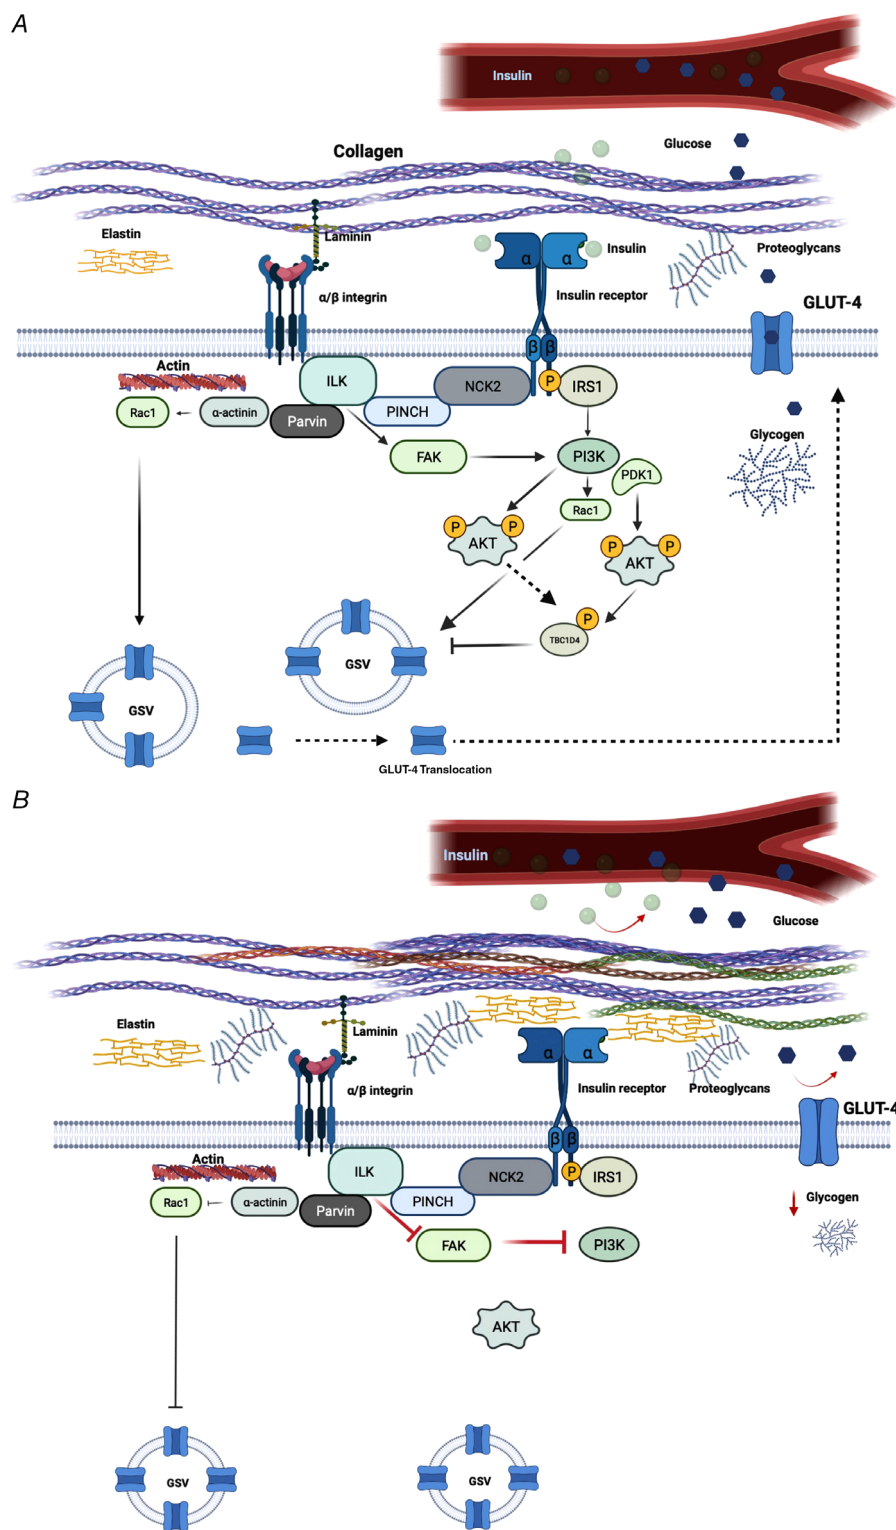 A
Insulin
Glucose
Collagen
Elastin
Laminin
Insulin
Proteoglycans
α
α
α/β integrin
Insulin receptor
GLUT-4
β
β
Actin
ILK
NCK2
P
IRS1
Rac1
α-actinin
Parvin
PINCH
Glycogen
FAK
PI3K
PDK1
Rac1
P
P
AKT
P
P
AKT
P
TBC1D4
GSV
GSV
GLUT-4 Translocation
B
Insulin
Glucose
Elastin
Laminin
α
α
α/β integrin
Insulin receptor
Proteoglycans
GLUT-4
β
β
Actin
ILK
NCK2
P
IRS1
Rac1
α-actinin
Parvin
PINCH
Glycogen
FAK
PI3K
AKT
GSV
GSV